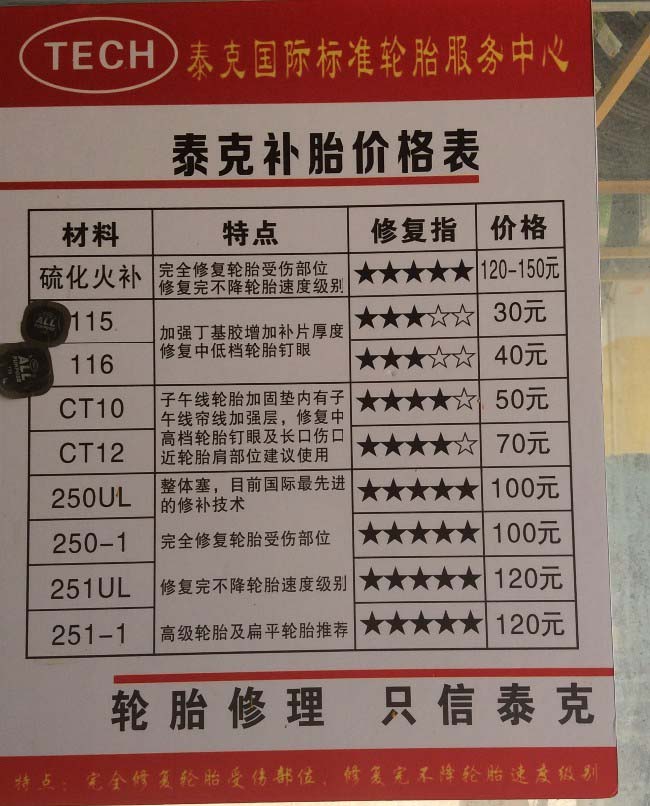 TECH 泰克国际标准轮胎服务中心
泰克补胎价格表
材料 特点 修复指 价格
硫化火补 完全修复轮胎受伤部位 ★★★★★ 120-150元
修复完不降轮胎速度级别
115 加强丁基胶增加补片厚度 ★★★☆☆ 30元
116 修复中低档轮胎钉眼 ★★★☆☆ 40元
CT10 子午线轮胎加固垫内有子 ★★★★☆ 50元
午线帘线加强层，修复中
CT12 高档轮胎钉眼及长口伤口 ★★★★☆ 70元
近轮胎肩部位建议使用
250UL 整体塞，目前国际最先进 ★★★★★ 100元
的修补技术
250-1 完全修复轮胎受伤部位 ★★★★★ 100元
251UL 修复完不降轮胎速度级别 ★★★★★ 120元
251-1 高级轮胎及扁平轮胎推荐 ★★★★★ 120元
ALL
ALL
轮胎修理 只信泰克
特点：完全修复轮胎受伤部位、修复完不降轮胎速度级别